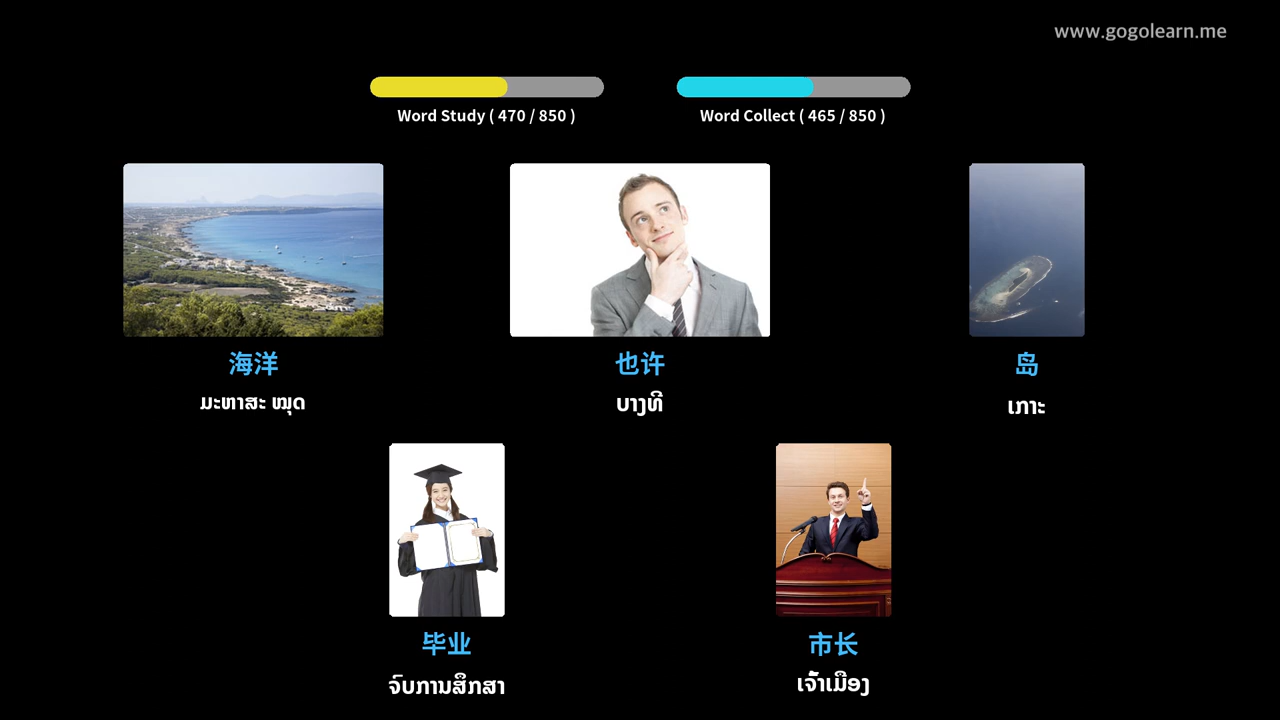 www.gogolearn.me
Word Study ( 470 / 850 )
Word Collect ( 465 / 850 )
海洋
ມະຫາສະ ໝຸດ
也许
ບາງທີ
岛
ເກາະ
毕业
ຈົບການສຶກສາ
市长
ເຈົ້າເມືອງ